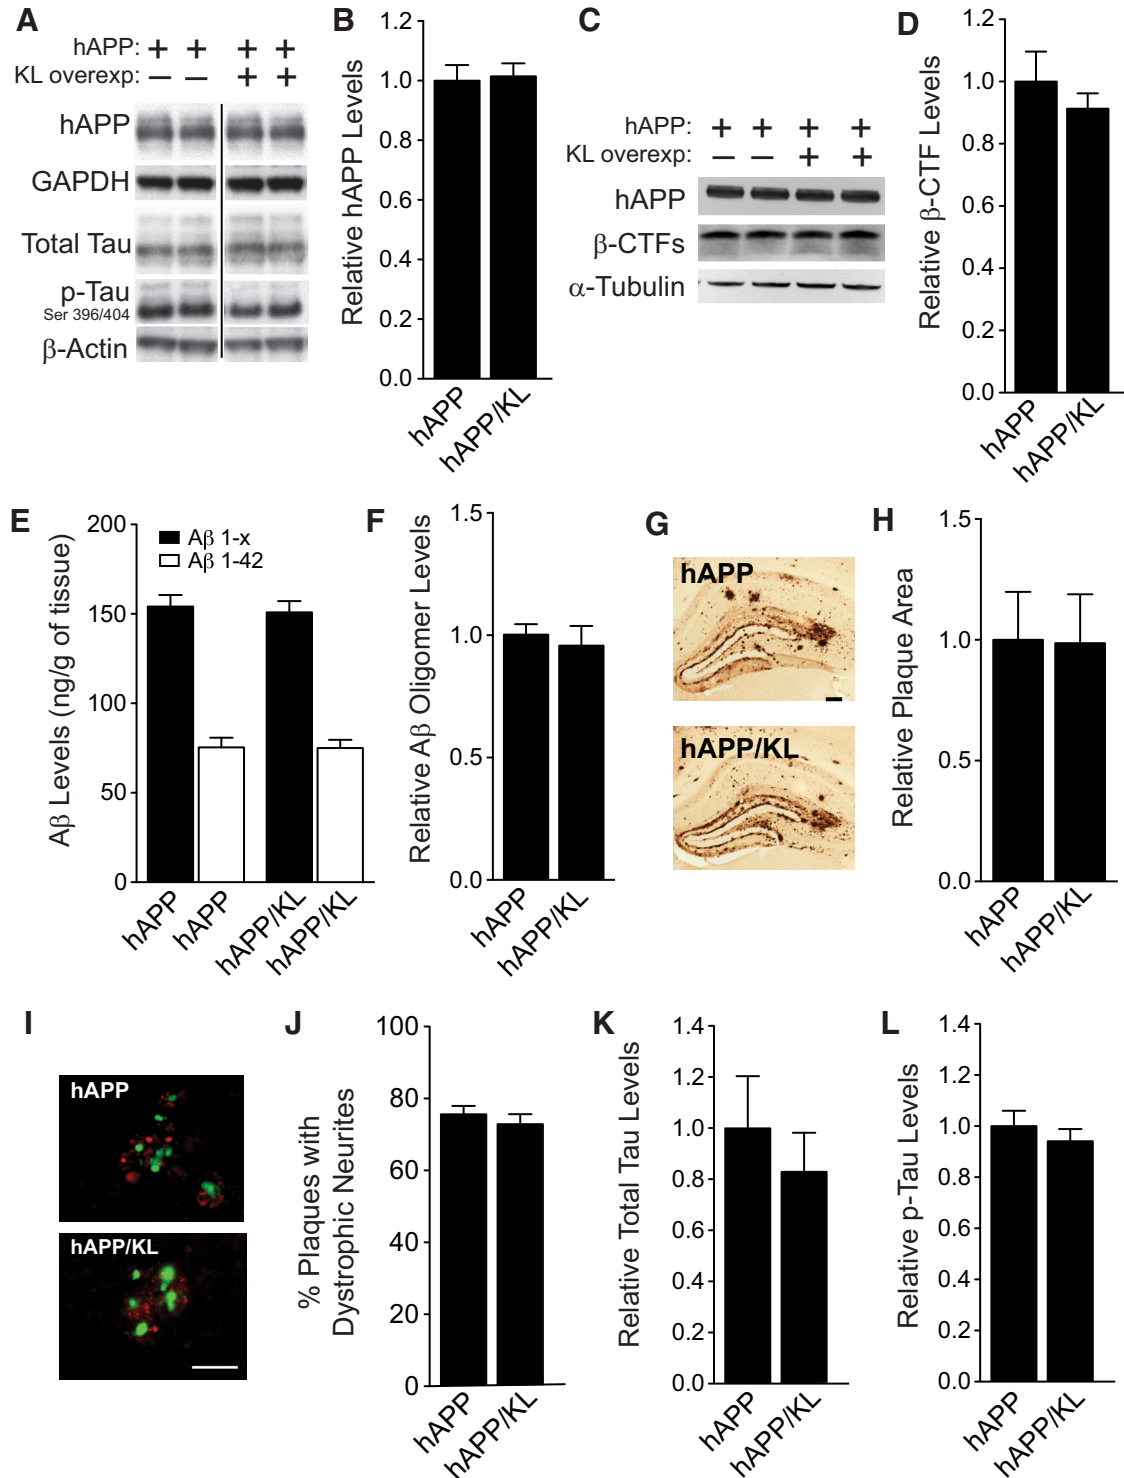 A
hAPP: + + + +
KL overexp: — — + +
hAPP
GAPDH
Total Tau
p-Tau
Ser 396/404
β-Actin
B
Relative hAPP Levels
1.2
1.0
0.8
0.6
0.4
0.2
0.0
hAPP
hAPP/KL
C
hAPP: + + + +
KL overexp: — — + +
hAPP
β-CTFs
α-Tubulin
D
Relative β-CTF Levels
1.2
1.0
0.8
0.6
0.4
0.2
0.0
hAPP
hAPP/KL
E
Aβ Levels (ng/g of tissue)
200
150
100
50
0
Aβ 1-x
Aβ 1-42
hAPP
hAPP
hAPP/KL
hAPP/KL
F
Relative Aβ Oligomer Levels
1.5
1.0
0.5
0.0
hAPP
hAPP/KL
G
hAPP
hAPP/KL
H
Relative Plaque Area
1.5
1.0
0.5
0.0
hAPP
hAPP/KL
I
hAPP
hAPP/KL
J
% Plaques with
Dystrophic Neurites
100
80
60
40
20
0
hAPP
hAPP/KL
K
Relative Total Tau Levels
1.4
1.2
1.0
0.8
0.6
0.4
0.2
0.0
hAPP
hAPP/KL
L
Relative p-Tau Levels
1.4
1.2
1.0
0.8
0.6
0.4
0.2
0.0
hAPP
hAPP/KL